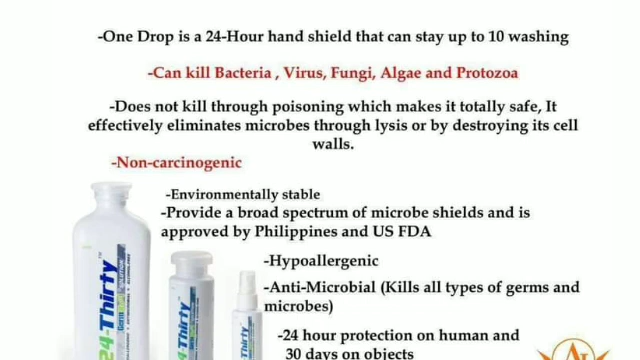 -One Drop is a 24-Hour hand shield that can stay up to 10 washing
-Can kill Bacteria , Virus, Fungi, Algae and Protozoa
-Does not kill through poisoning which makes it totally safe, It
effectively eliminates microbes through lysis or by destroying its cell
walls.
-Non-carcinogenic
-Environmentally stable
-Provide a broad spectrum of microbe shields and is
approved by Philippines and US FDA
-Hypoallergenic
-Anti-Microbial (Kills all types of germs and
microbes)
-24 hour protection on human and
30 days on objects
24-Thirty
24-Thirty
24-Thirty